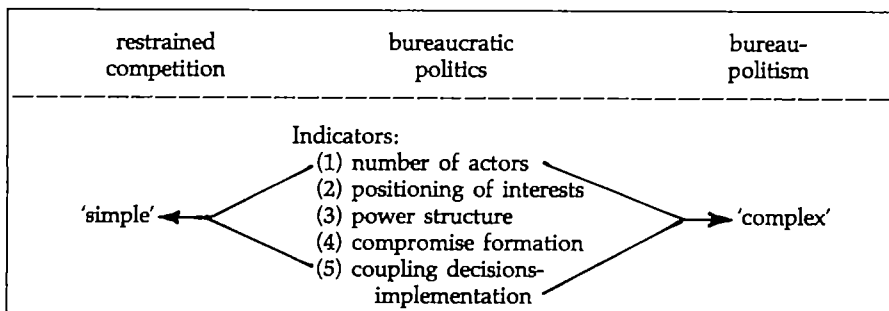 restrained competition
bureaucratic politics
bureau-politism
Indicators:
(1) number of actors
(2) positioning of interests
'simple'
(3) power structure
'complex'
(4) compromise formation
(5) coupling decisions-
implementation